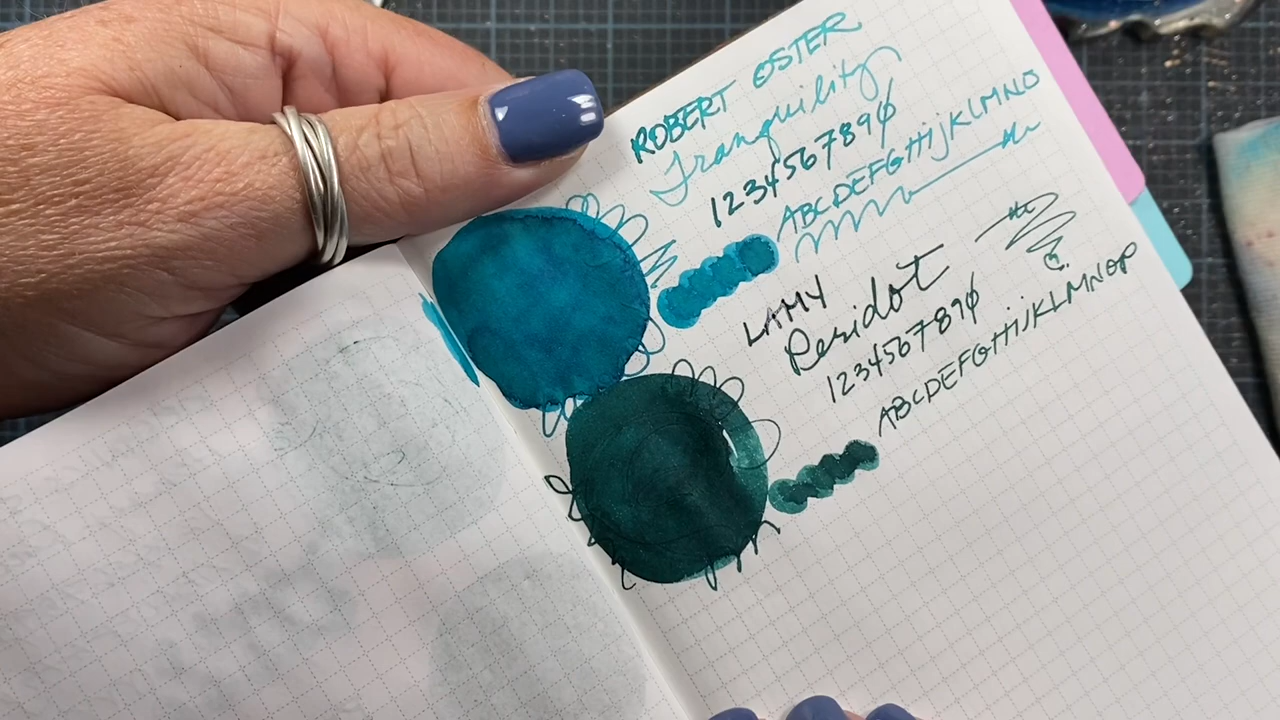 ROBERT OSTER
Tranquility
1234567890
ABCDEFGHIJKLMNO
LAMY
Peridot
1234567890
ABCDEFGHIJKLMNOP